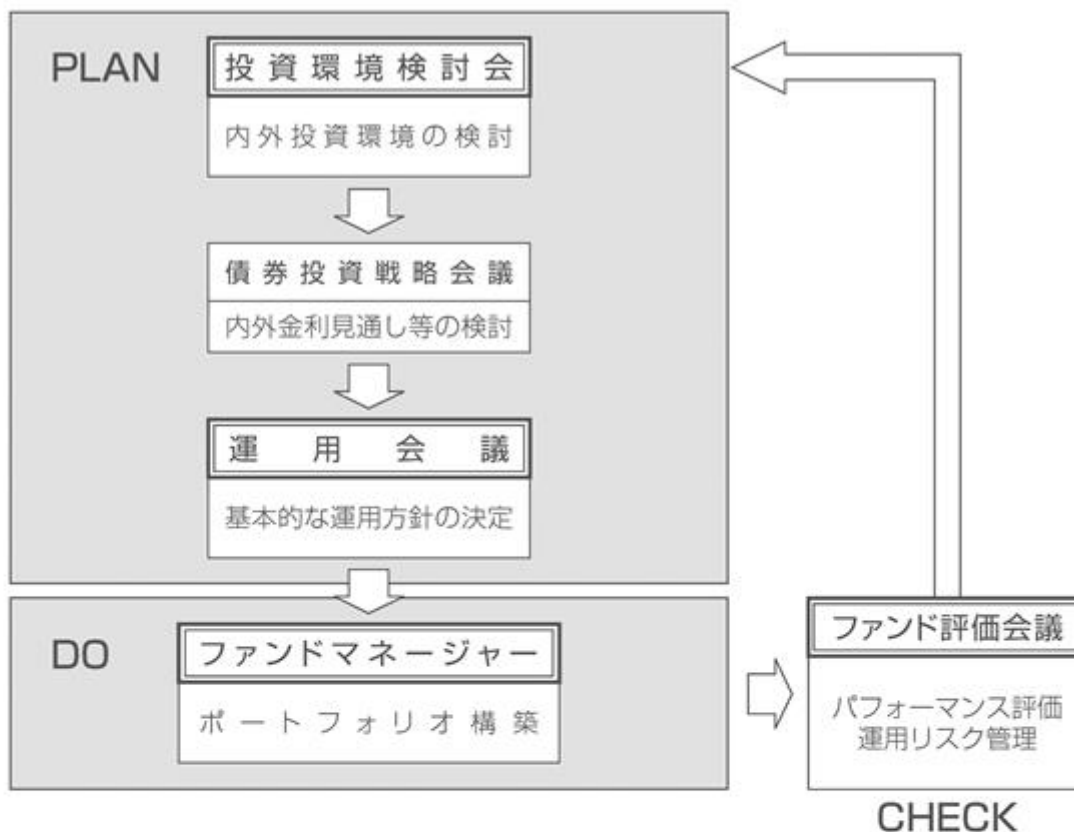 PLAN
投資環境検討会
内外投資環境の検討
債券投資戦略会議
内外金利見通し等の検討
運用会議
基本的な運用方針の決定
DO
ファンドマネージャー
ポートフォリオ構築
ファンド評価会議
パフォーマンス評価
運用リスク管理
CHECK